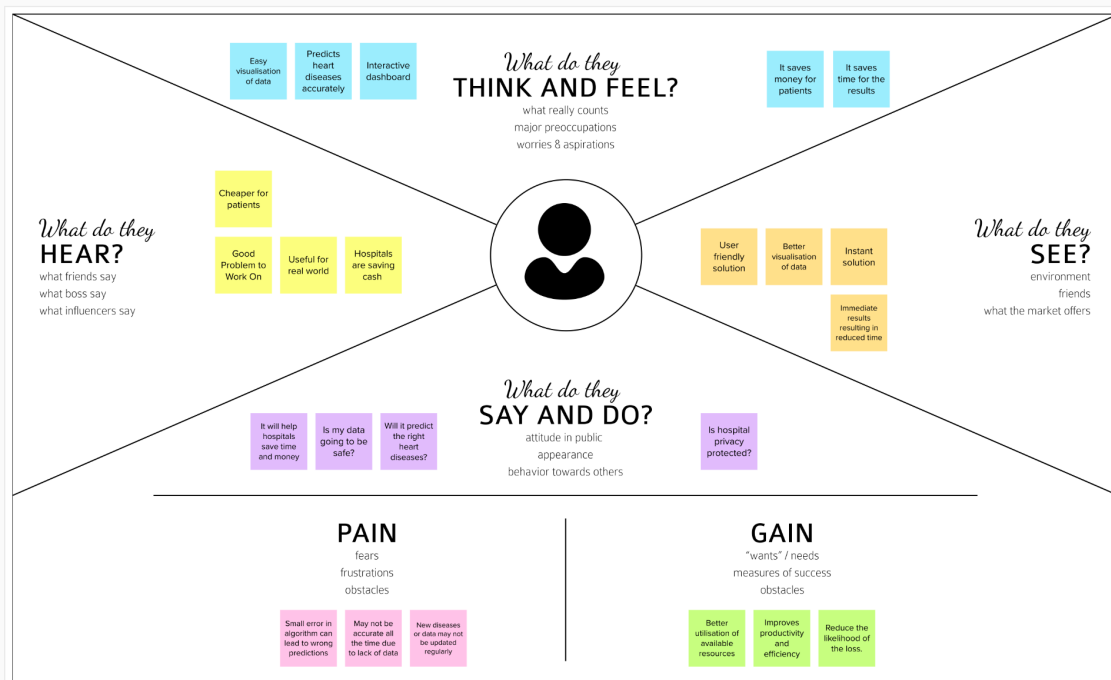 Easy
visualisation
of data
Predicts
heart
diseases
accurately
Interactive
dashboard
What do they
THINK AND FEEL?
what really counts
major preoccupations
worries & aspirations
It saves
money for
patients
It saves
time for the
results
What do they
HEAR?
what friends say
what boss say
what influencers say
Cheaper for
patients
Good
Problem to
Work On
Useful for
real world
Hospitals
are saving
cash
User
friendly
solution
Better
visualisation
of data
Instant
solution
Immediate
results
resulting in
reduced time
What do they
SEE?
environment
friends
what the market offers
What do they
SAY AND DO?
attitude in public
appearance
behavior towards others
It will help
hospitals
save time
and money
Is my data
going to be
safe?
Will it predict
the right
heart
diseases?
Is hospital
privacy
protected?
PAIN
fears
frustrations
obstacles
Small error in
algorithm can
lead to wrong
predictions
May not be
accurate all
the time due
to lack of data
New diseases
or data may not
be updated
regularly
GAIN
"wants" / needs
measures of success
obstacles
Better
utilisation of
available
resources
Improves
productivity
and
efficiency
Reduce the
likelihood of
the loss.